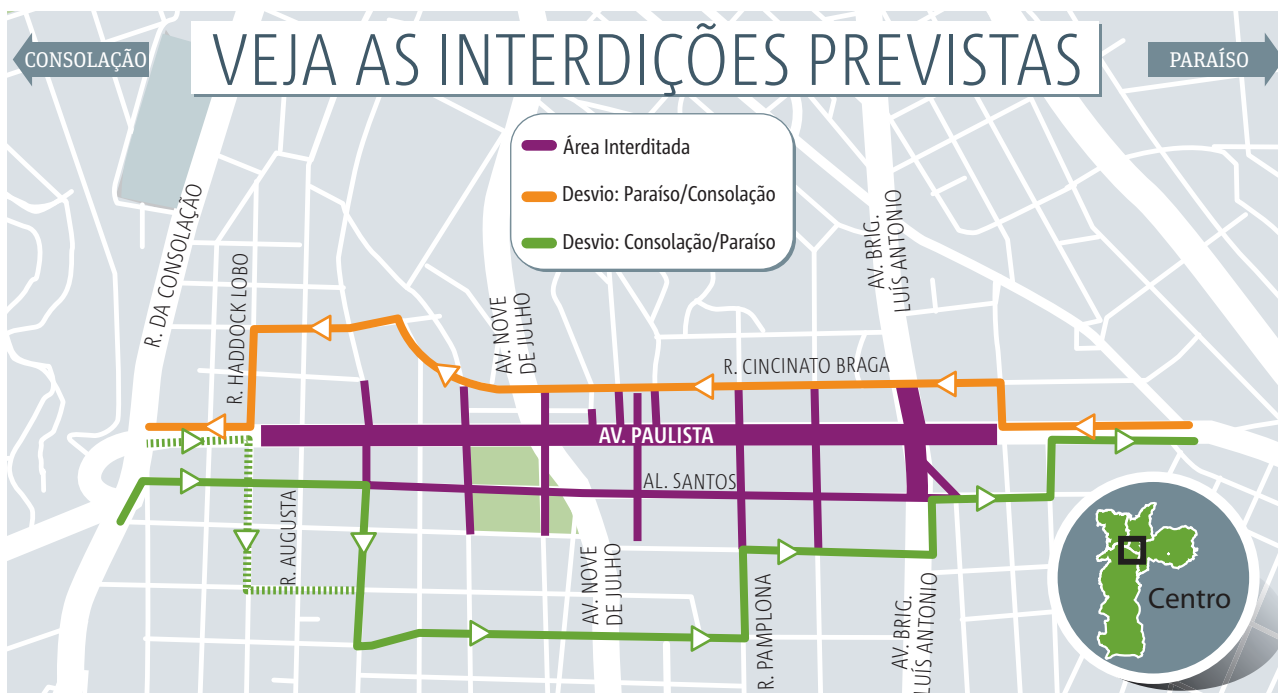 CONSOLAÇÃO
VEJA AS INTERDIÇÕES PREVISTAS
PARAÍSO
Área Interditada
Desvio: Paraíso/Consolação
Desvio: Consolação/Paraíso
R. DA CONSOLAÇÃO
R. HADDOCK LOBO
AV. NOVE
DE JULHO
AV. BRIG.
LUÍS ANTONIO
R. CINCINATO BRAGA
AV. PAULISTA
AL. SANTOS
R. AUGUSTA
AV. NOVE
DE JULHO
R. PAMPLONA
AV. BRIG.
LUÍS ANTONIO
Centro